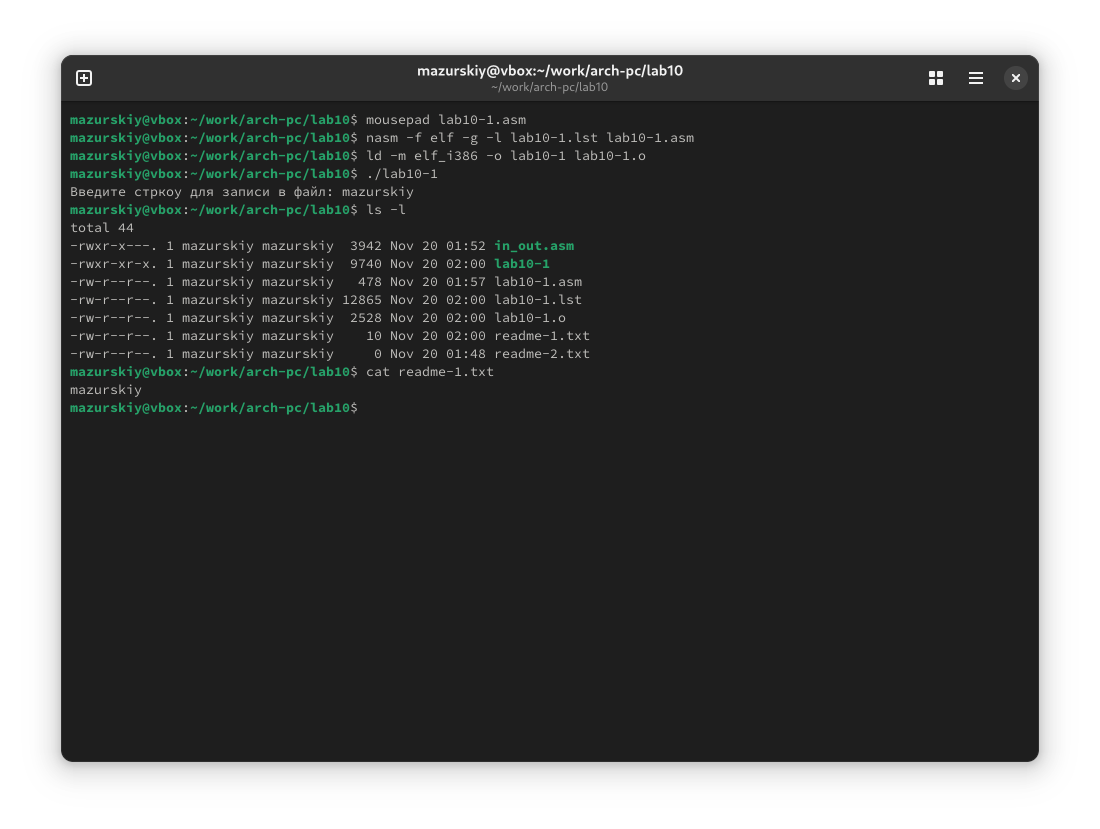 mazurskiy@vbox:~/work/arch-pc/lab10
~/work/arch-pc/lab10
mazurskiy@vbox:~/work/arch-pc/lab10$ mousepad lab10-1.asm
mazurskiy@vbox:~/work/arch-pc/lab10$ nasm -f elf -g -l lab10-1.lst lab10-1.asm
mazurskiy@vbox:~/work/arch-pc/lab10$ ld -m elf_i386 -o lab10-1 lab10-1.o
mazurskiy@vbox:~/work/arch-pc/lab10$ ./lab10-1
Введите стркоу для записи в файл: mazurskiy
mazurskiy@vbox:~/work/arch-pc/lab10$ ls -l
total 44
-rwxr-x---. 1 mazurskiy mazurskiy  3942 Nov 20 01:52 in_out.asm
-rwxr-xr-x. 1 mazurskiy mazurskiy  9740 Nov 20 02:00 lab10-1
-rw-r--r--. 1 mazurskiy mazurskiy   478 Nov 20 01:57 lab10-1.asm
-rw-r--r--. 1 mazurskiy mazurskiy 12865 Nov 20 02:00 lab10-1.lst
-rw-r--r--. 1 mazurskiy mazurskiy  2528 Nov 20 02:00 lab10-1.o
-rw-r--r--. 1 mazurskiy mazurskiy    10 Nov 20 02:00 readme-1.txt
-rw-r--r--. 1 mazurskiy mazurskiy     0 Nov 20 01:48 readme-2.txt
mazurskiy@vbox:~/work/arch-pc/lab10$ cat readme-1.txt
mazurskiy
mazurskiy@vbox:~/work/arch-pc/lab10$